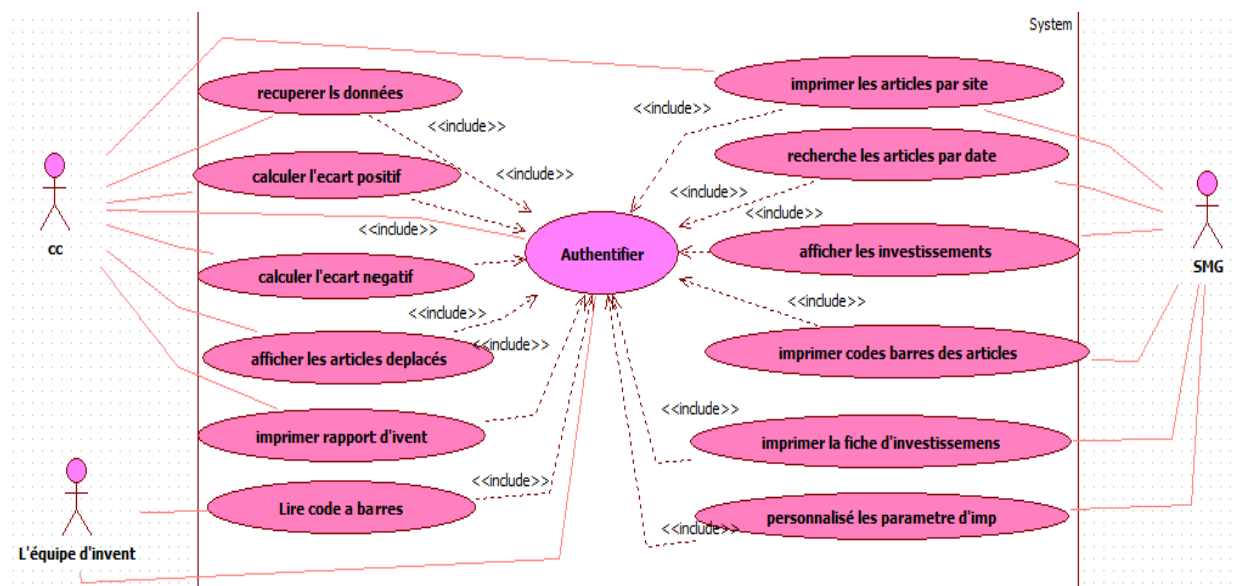 System
recuperer ls données
imprimer les articles par site
<<include>>
<<include>>
recherche les articles par date
calculer l'ecart positif
<<include>>
<<include>>
cc
Authentifier
afficher les investissements
SMG
<<include>>
calculer l'ecart negatif
<<include>>
<<include>>
<<include>>
afficher les articles deplacés
imprimer codes barres des articles
<<include>>
imprimer rapport d'ivent
imprimer la fiche d'investissemens
<<include>>
Lire code a barres
personnalisé les parametre d'imp
<<include>>
L'équipe d'invent